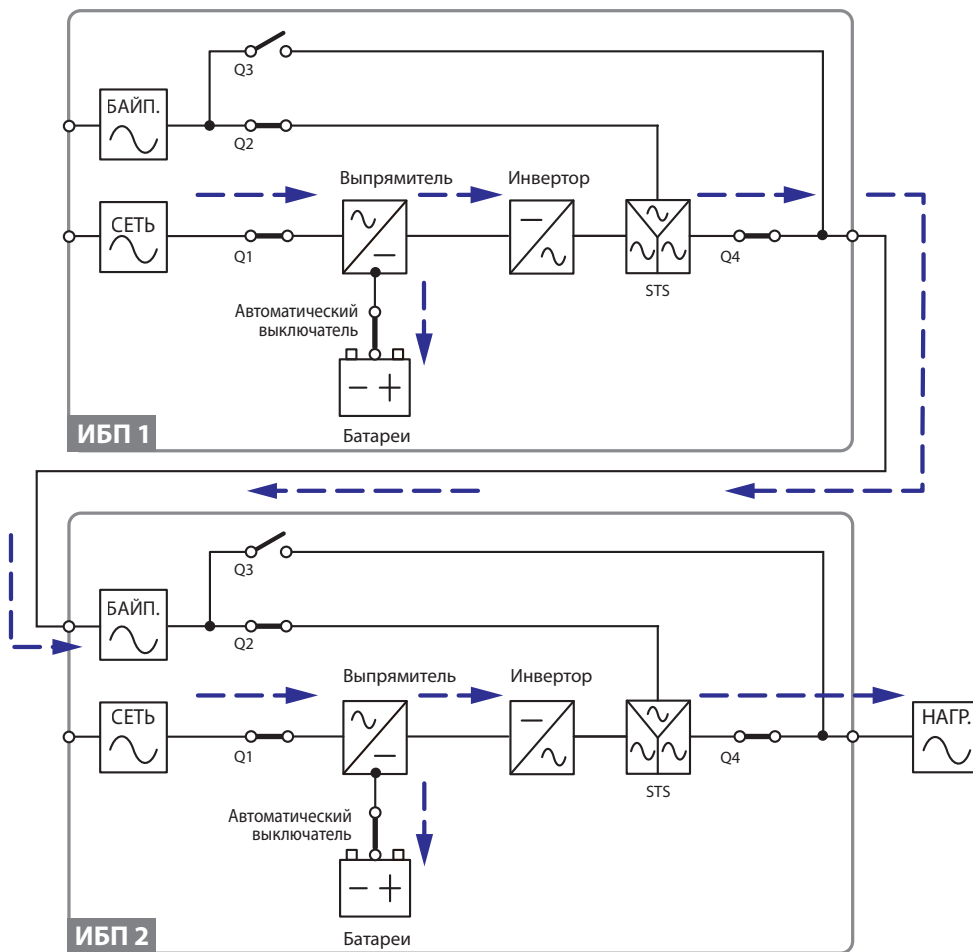 Q3
БАЙП.
Q2
Выпрямитель
Инвертор
СЕТЬ
Q1
Q4
STS
Автоматический
выключатель
Батареи
ИБП 1
Q3
БАЙП.
Q2
Выпрямитель
Инвертор
СЕТЬ
НАГР.
Q1
Q4
STS
Автоматический
выключатель
Батареи
ИБП 2